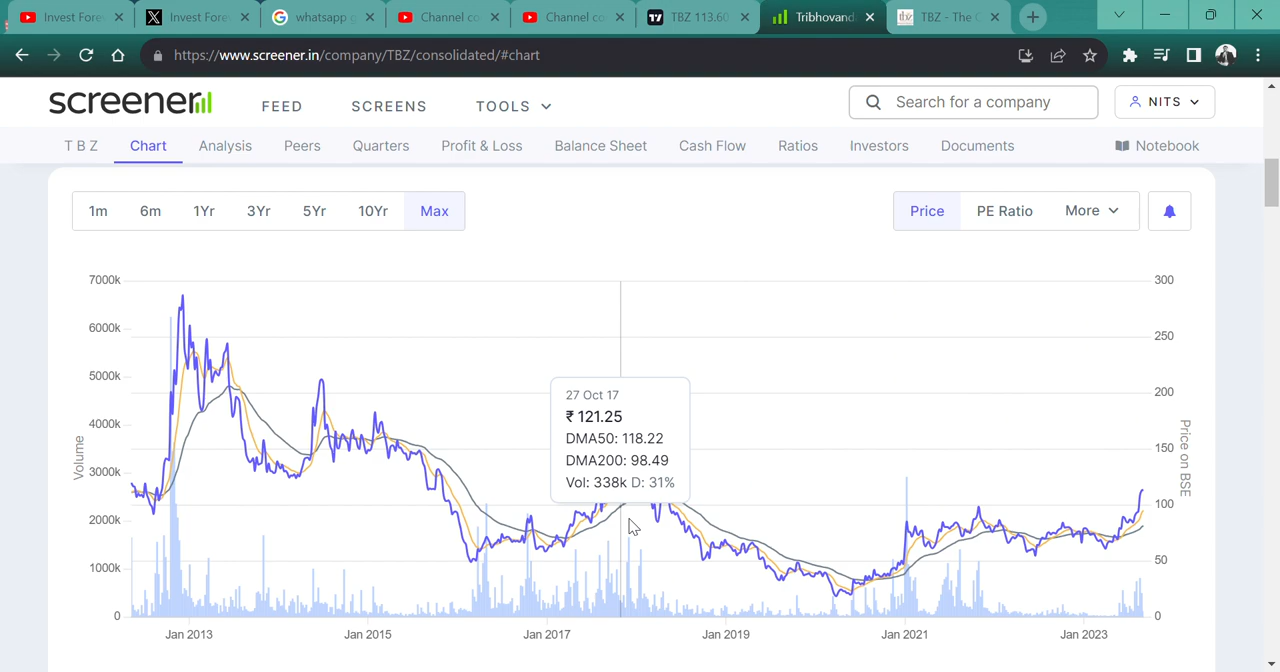 Invest Forev
Invest Forev
whatsapp g
Channel co
Channel co
TBZ 113.60
Tribhovand
TBZ - The O
https://www.screener.in/company/TBZ/consolidated/#chart
screener
FEED SCREENS TOOLS
Search for a company
NITS
T B Z Chart Analysis Peers Quarters Profit & Loss Balance Sheet Cash Flow Ratios Investors Documents Notebook
1m 6m 1Yr 3Yr 5Yr 10Yr Max
Price PE Ratio More
7000k
6000k
5000k
4000k
3000k
2000k
1000k
0
Volume
27 Oct 17
₹ 121.25
DMA50: 118.22
DMA200: 98.49
Vol: 338k D: 31%
300
250
200
150
100
50
0
Price on BSE
Jan 2013 Jan 2015 Jan 2017 Jan 2019 Jan 2021 Jan 2023